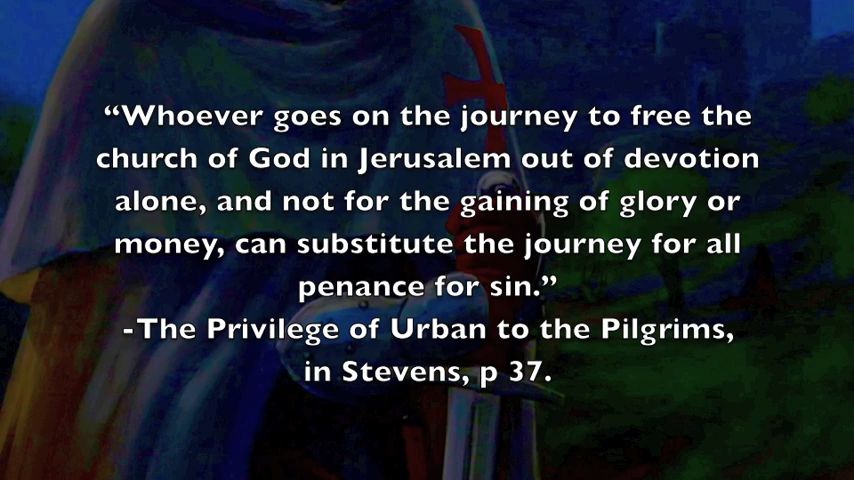 “Whoever goes on the journey to free the
church of God in Jerusalem out of devotion
alone, and not for the gaining of glory or
money, can substitute the journey for all
penance for sin.”
-The Privilege of Urban to the Pilgrims,
in Stevens, p 37.